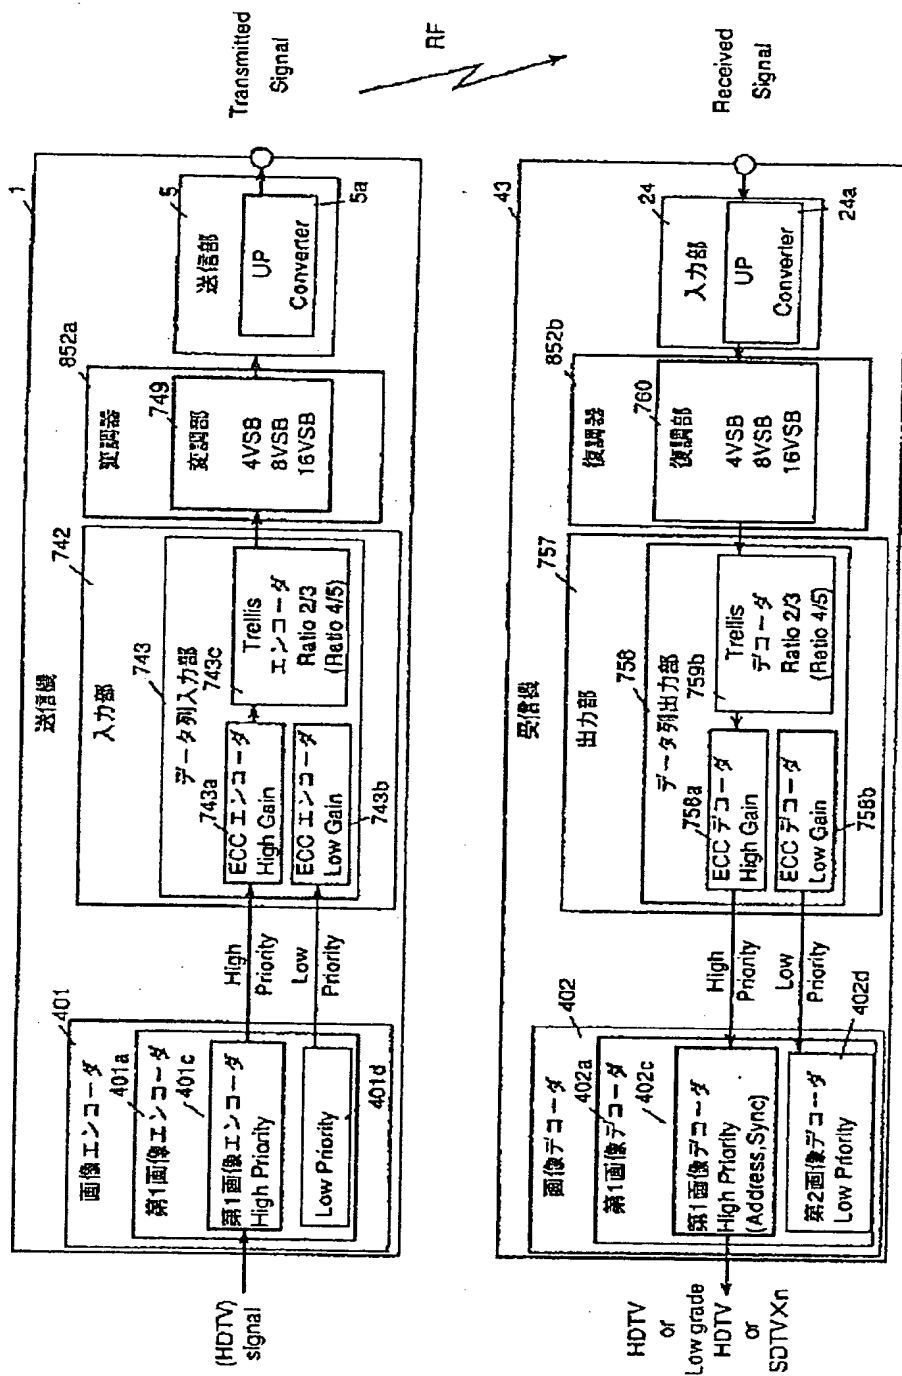 送信機
1
画像エンコーダ
401
401a
第1画像エンコーダ
401c
第1画像エンコーダ
High Priority
Low Priority
401d
(HDTV)
signal
High
Priority
Low
Priority
入力部
742
743
データ列入力部
743a
743c
ECC エンコーダ
High Gain
ECC エンコーダ
Low Gain
743b
Trellis
エンコーダ
Ratio 2/3
(Ratio 4/5)
変調器
852a
749
変調部
4VSB
8VSB
16VSB
5
送信部
UP
Converter
5a
Transmitted
Signal
RF
受信機
43
画像デコーダ
402
402a
第1画像デコーダ
402c
第1画像デコーダ
High Priority
(Address,Sync)
第2画像デコーダ
Low Priority
402d
HDTV
or
Low grade
HDTV
or
SDTV×n
High
Priority
Low
Priority
出力部
757
758
データ列出力部
758a
759b
ECC デコーダ
High Gain
ECC デコーダ
Low Gain
758b
Trellis
デコーダ
Ratio 2/3
(Ratio 4/5)
復調器
852b
760
復調部
4VSB
8VSB
16VSB
24
入力部
UP
Converter
24a
Received
Signal